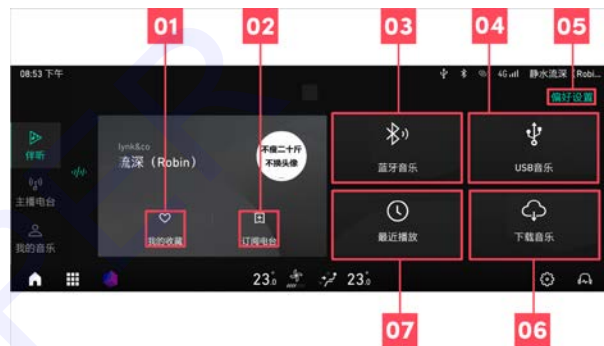 01
02
03
04
05
08:53 下午
4G
静水流深（Robi...
偏好设置
伴听
主播电台
我的音乐
lynk&co
流深（Robin）
不瘦二十斤
不换头像
我的收藏
订阅电台
蓝牙音乐
USB音乐
最近播放
下载音乐
23.0
23.0
07
06